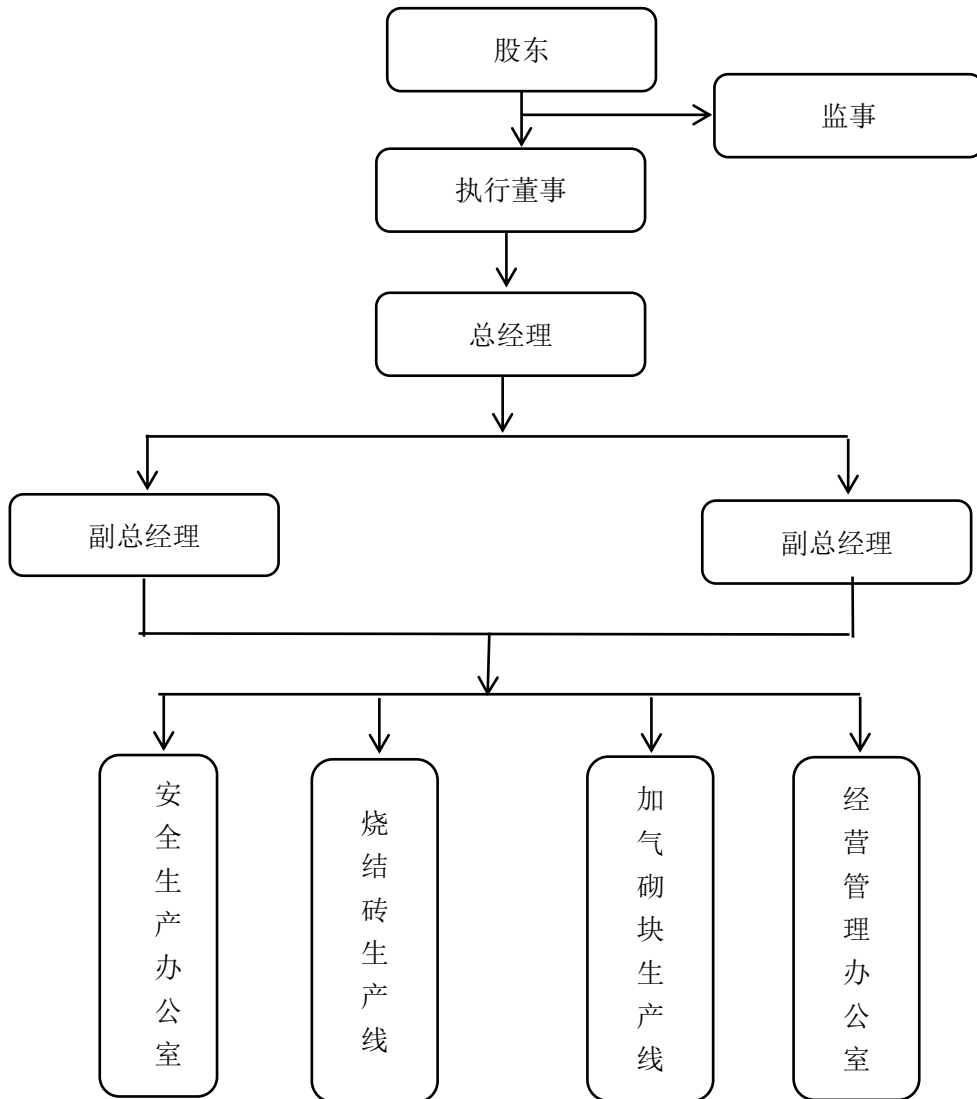 股东
监事
执行董事
总经理
副总经理
副总经理
安全生产办公室
烧结砖生产线
加气砌块生产线
经营管理办公室